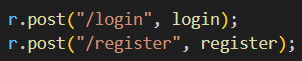 r.post("/login", login);
r.post("/register", register);